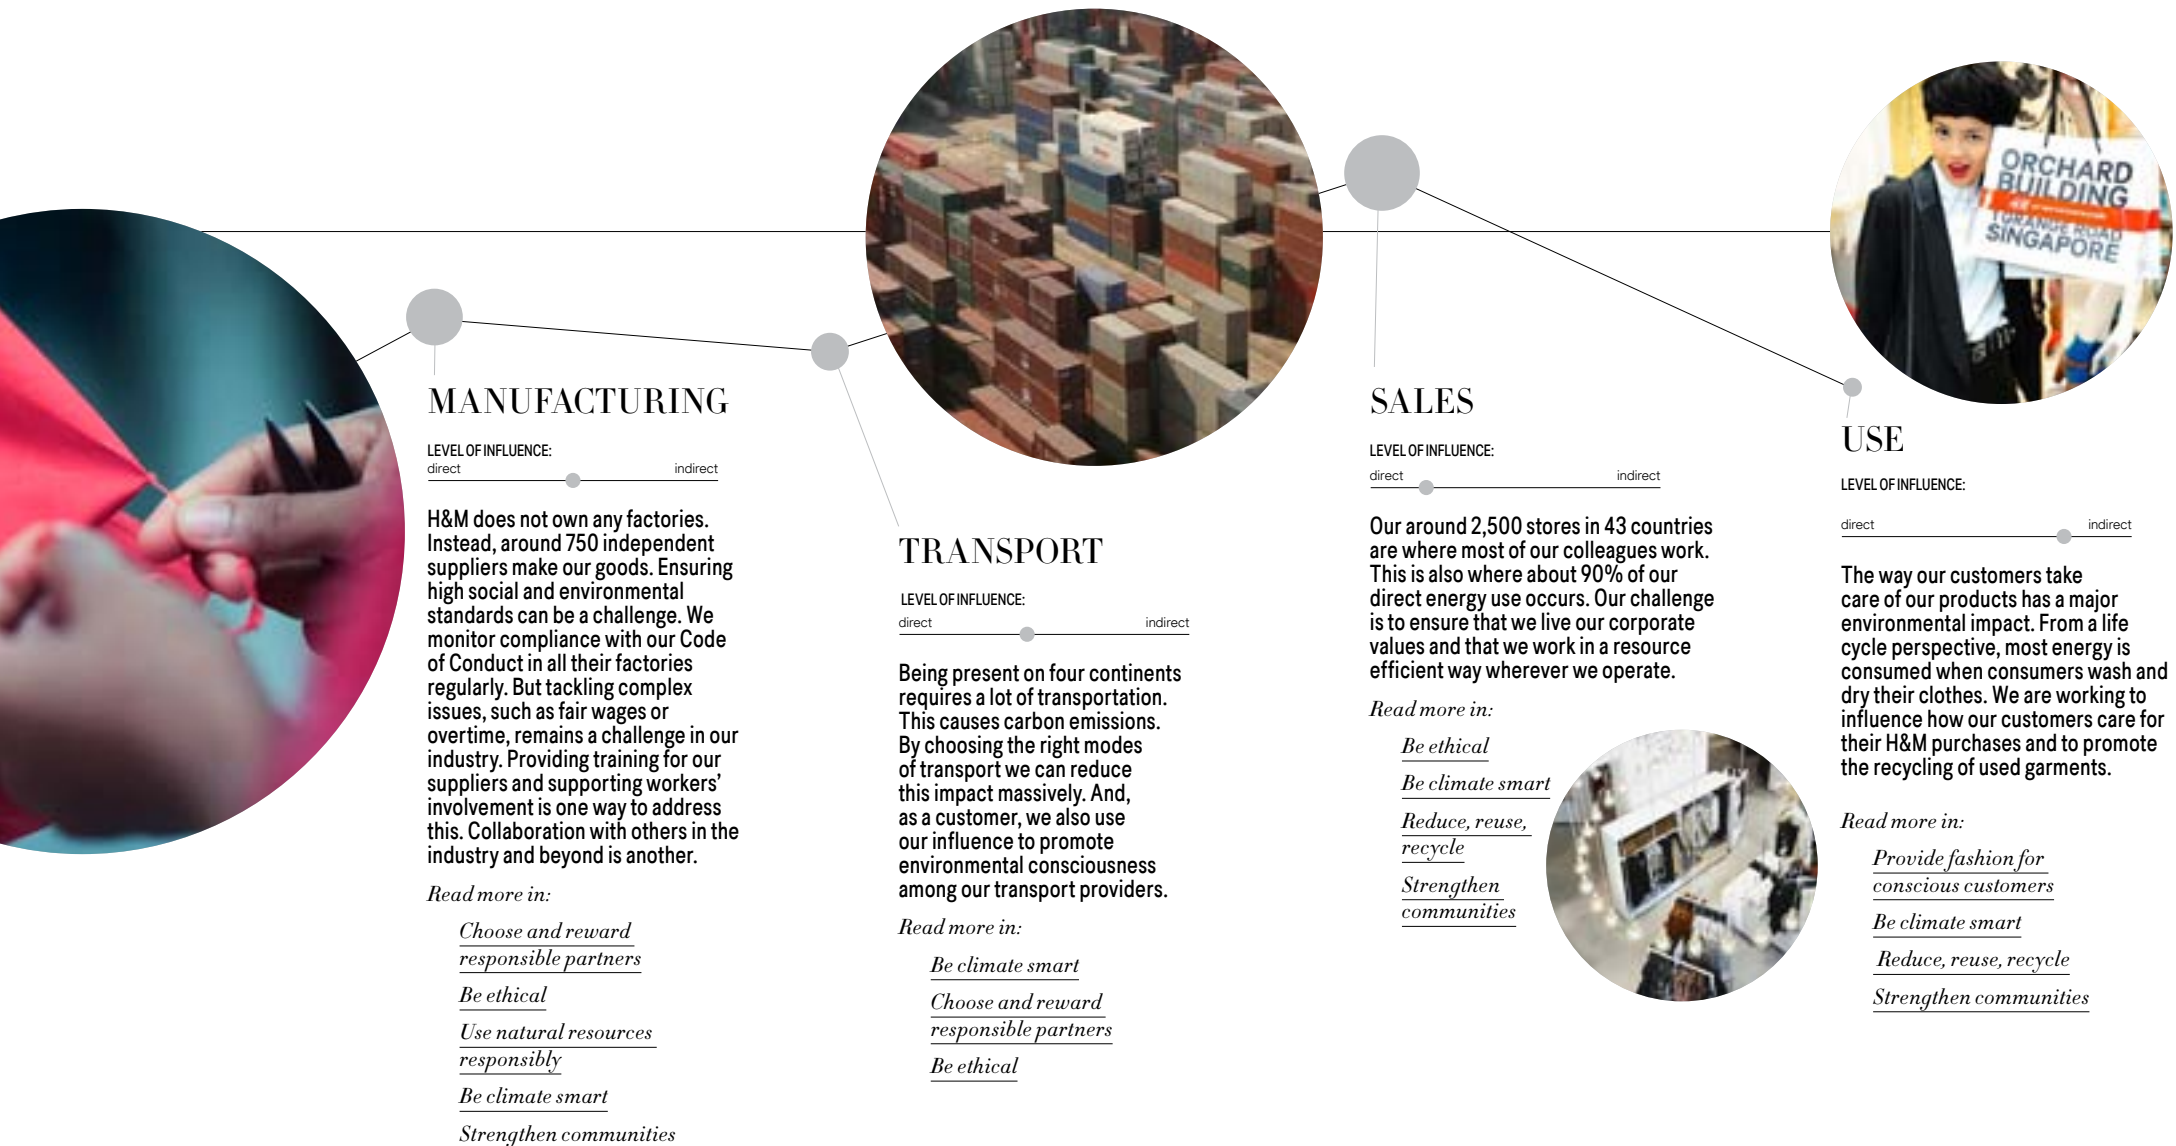 ORCHARD
BUILDING
1 GRANGE ROAD
SINGAPORE
MANUFACTURING
LEVEL OF INFLUENCE:
direct indirect
H&M does not own any factories.
Instead, around 750 independent
suppliers make our goods. Ensuring
high social and environmental
standards can be a challenge. We
monitor compliance with our Code
of Conduct in all their factories
regularly. But tackling complex
issues, such as fair wages or
overtime, remains a challenge in our
industry. Providing training for our
suppliers and supporting workers’
involvement is one way to address
this. Collaboration with others in the
industry and beyond is another.
Read more in:
Choose and reward
responsible partners
Be ethical
Use natural resources
responsibly
Be climate smart
Strengthen communities
TRANSPORT
LEVEL OF INFLUENCE:
direct indirect
Being present on four continents
requires a lot of transportation.
This causes carbon emissions.
By choosing the right modes
of transport we can reduce
this impact massively. And,
as a customer, we also use
our influence to promote
environmental consciousness
among our transport providers.
Read more in:
Be climate smart
Choose and reward
responsible partners
Be ethical
SALES
LEVEL OF INFLUENCE:
direct indirect
Our around 2,500 stores in 43 countries
are where most of our colleagues work.
This is also where about 90% of our
direct energy use occurs. Our challenge
is to ensure that we live our corporate
values and that we work in a resource
efficient way wherever we operate.
Read more in:
Be ethical
Be climate smart
Reduce, reuse,
recycle
Strengthen
communities
USE
LEVEL OF INFLUENCE:
direct indirect
The way our customers take
care of our products has a major
environmental impact. From a life
cycle perspective, most energy is
consumed when consumers wash and
dry their clothes. We are working to
influence how our customers care for
their H&M purchases and to promote
the recycling of used garments.
Read more in:
Provide fashion for
conscious customers
Be climate smart
Reduce, reuse, recycle
Strengthen communities